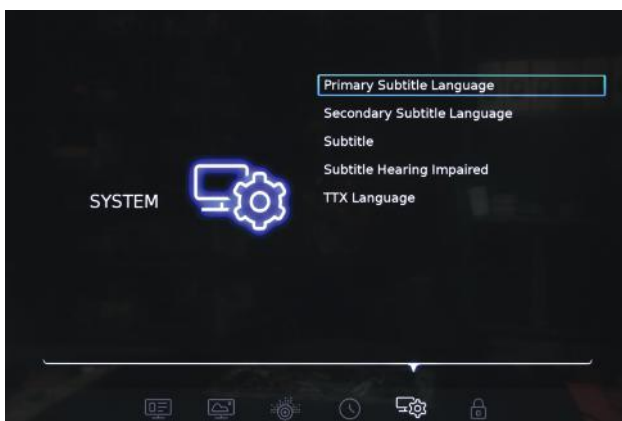 Primary Subtitle Language
Secondary Subtitle Language
Subtitle
Subtitle Hearing Impaired
SYSTEM
TTX Language